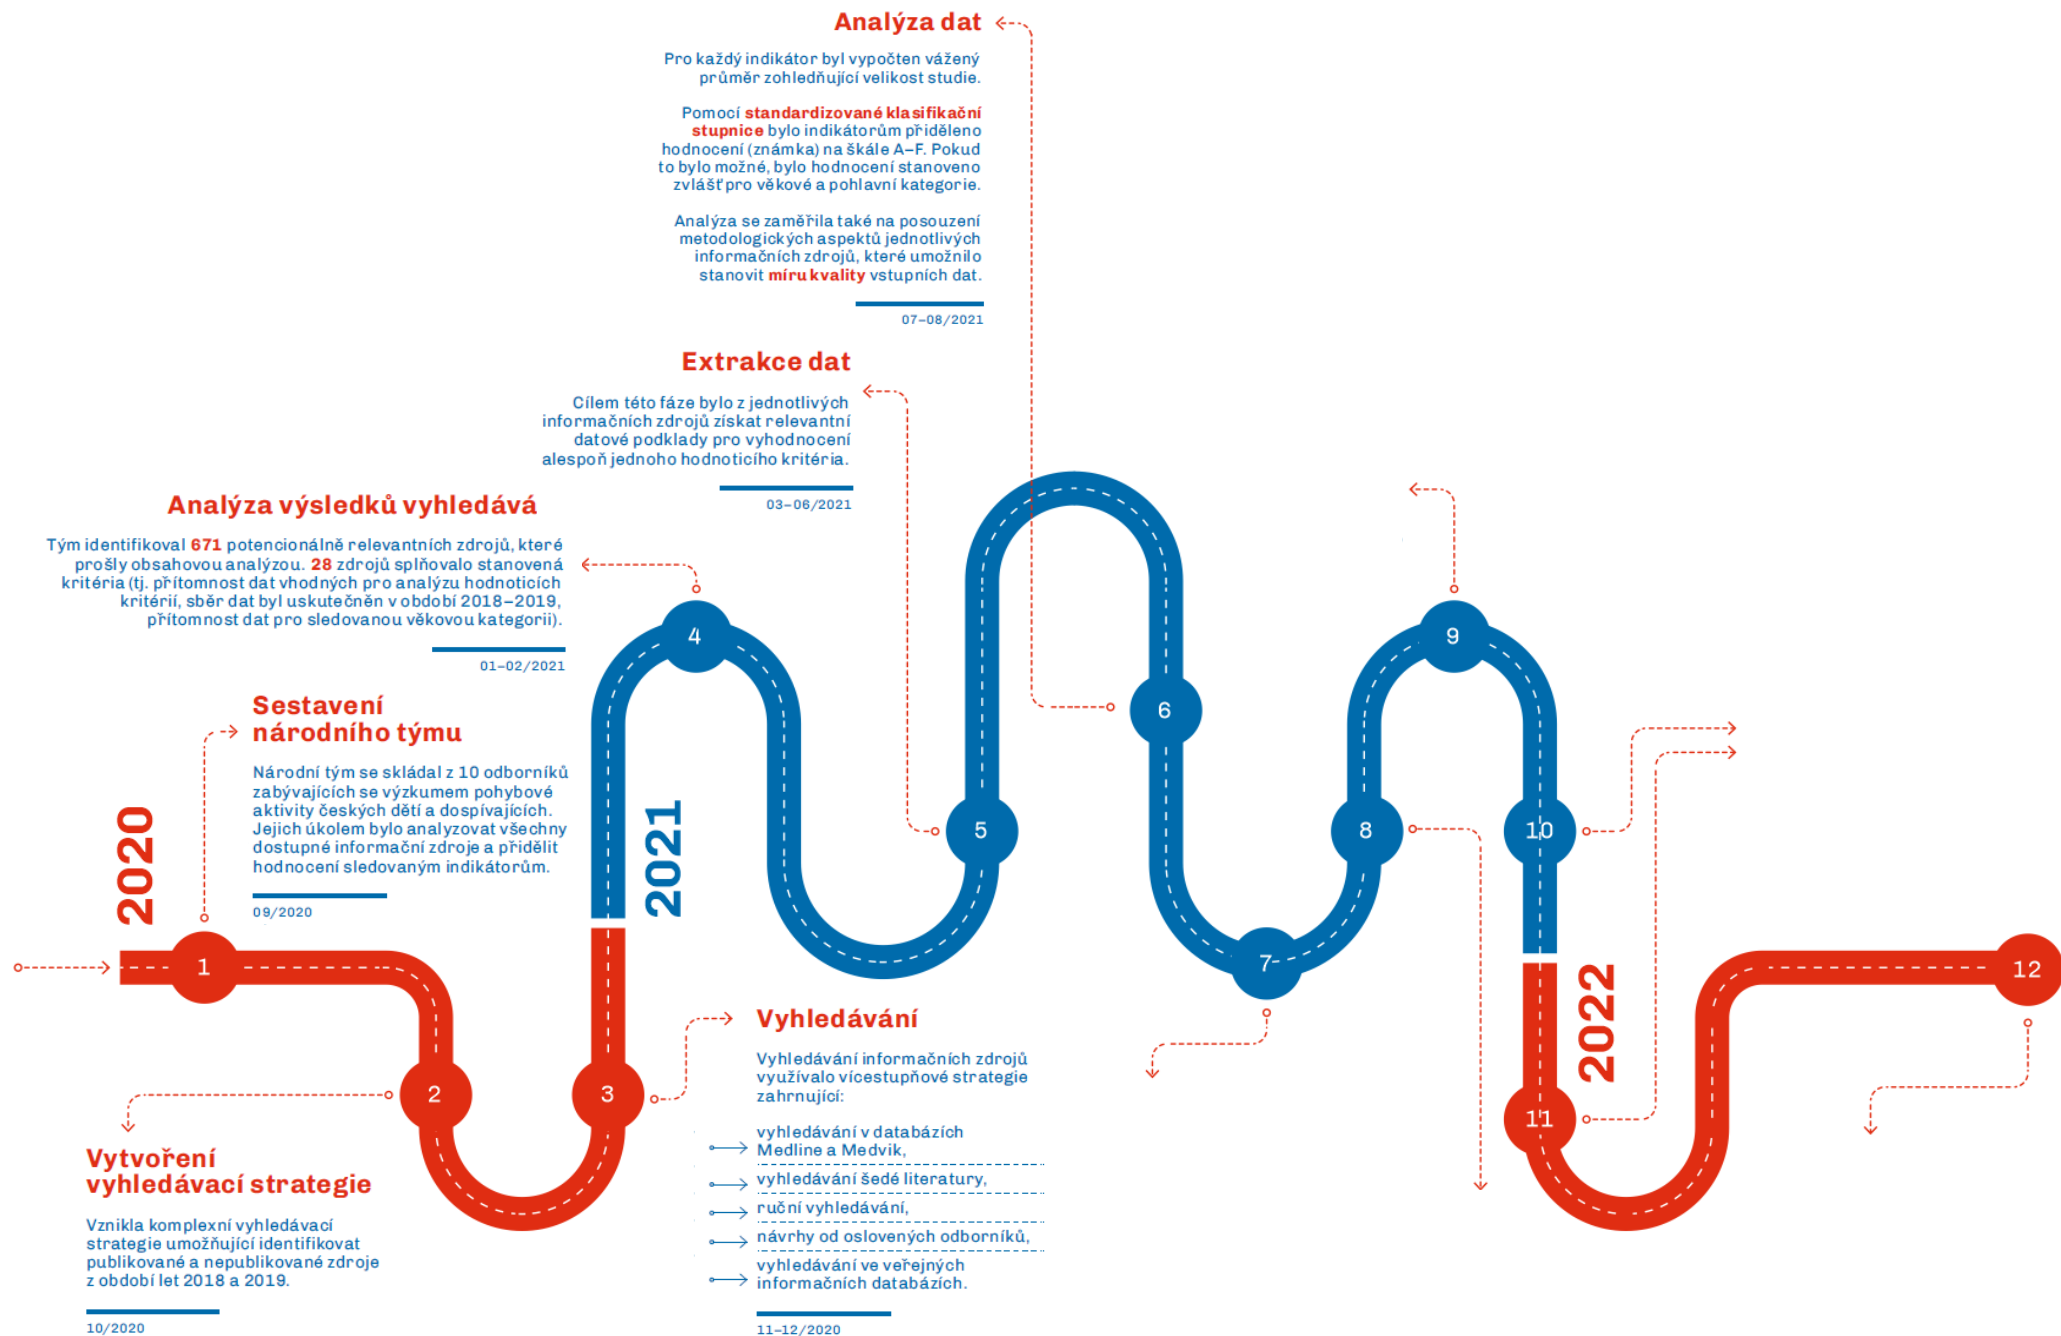 Analýza dat
Pro každý indikátor byl vypočten vážený
průměr zohledňující velikost studie.
Pomocí standardizované klasifikační
stupnice bylo indikátorům přiděleno
hodnocení (známka) na škále A–F. Pokud
to bylo možné, bylo hodnocení stanoveno
zvlášť pro věkové a pohlavní kategorie.
Analýza se zaměřila také na posouzení
metodologických aspektů jednotlivých
informačních zdrojů, které umožnilo
stanovit míru kvality vstupních dat.
07–08/2021
Extrakce dat
Cílem této fáze bylo z jednotlivých
informačních zdrojů získat relevantní
datové podklady pro vyhodnocení
alespoň jednoho hodnoticího kritéria.
03–06/2021
Analýza výsledků vyhledává
Tým identifikoval 671 potencionálně relevantních zdrojů, které
prošly obsahovou analýzou. 28 zdrojů splňovalo stanovená
kritéria (tj. přítomnost dat vhodných pro analýzu hodnoticích
kritérií, sběr dat byl uskutečněn v období 2018–2019,
přítomnost dat pro sledovanou věkovou kategorii).
01–02/2021
Sestavení
národního týmu
Národní tým se skládal z 10 odborníků
zabývajících se výzkumem pohybové
aktivity českých dětí a dospívajících.
Jejich úkolem bylo analyzovat všechny
dostupné informační zdroje a přidělit
hodnocení sledovaným indikátorům.
09/2020
2020
2021
2022
1
2
3
4
5
6
7
8
9
10
11
12
Vytvoření
vyhledávací strategie
Vznikla komplexní vyhledávací
strategie umožňující identifikovat
publikované a nepublikované zdroje
z období let 2018 a 2019.
10/2020
Vyhledávání
Vyhledávání informačních zdrojů
využívalo vícestupňové strategie
zahrnující:
vyhledávání v databázích
Medline a Medvik,
vyhledávání šedé literatury,
ruční vyhledávání,
návrhy od oslovených odborníků,
vyhledávání ve veřejných
informačních databázích.
11–12/2020